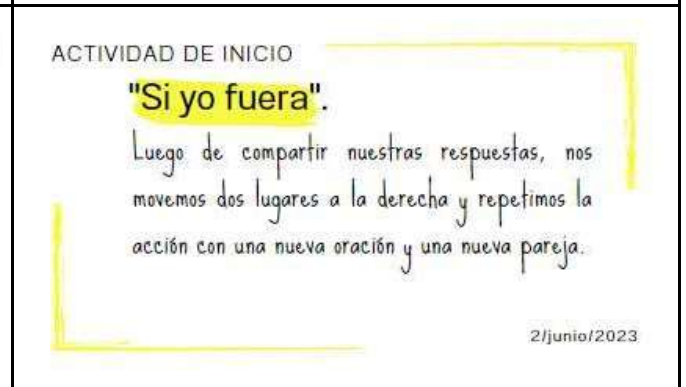 ACTIVIDAD DE INICIO
"Si yo fuera".
Luego de compartir nuestras respuestas, nos
movemos dos lugares a la derecha y repetimos la
acción con una nueva oración y una nueva pareja.
2/junio/2023